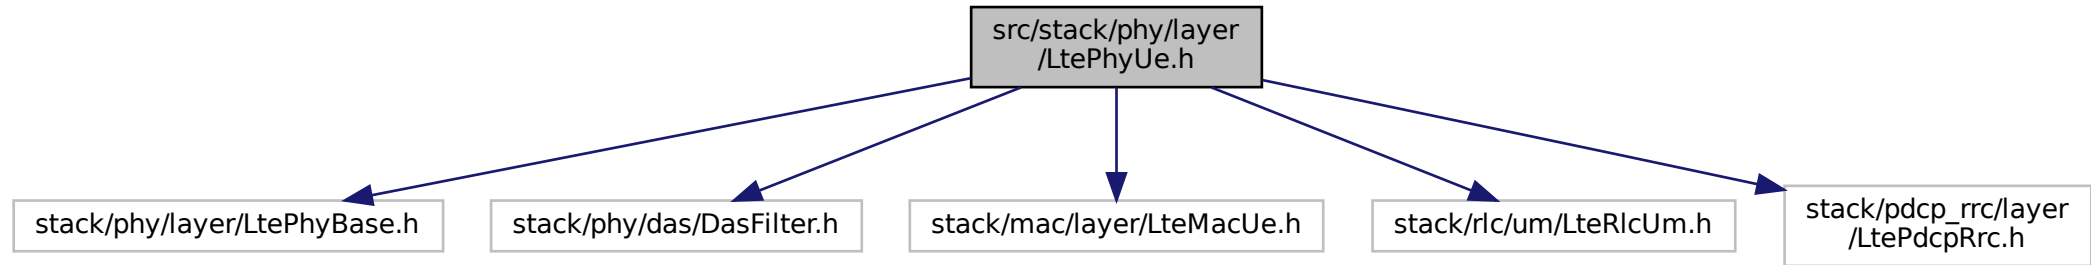 src/stack/phy/layer
/LtePhyUe.h
stack/phy/layer/LtePhyBase.h
stack/phy/das/DasFilter.h
stack/mac/layer/LteMacUe.h
stack/rlc/um/LteRlcUm.h
stack/pdcp_rrc/layer
/LtePdcpRrc.h